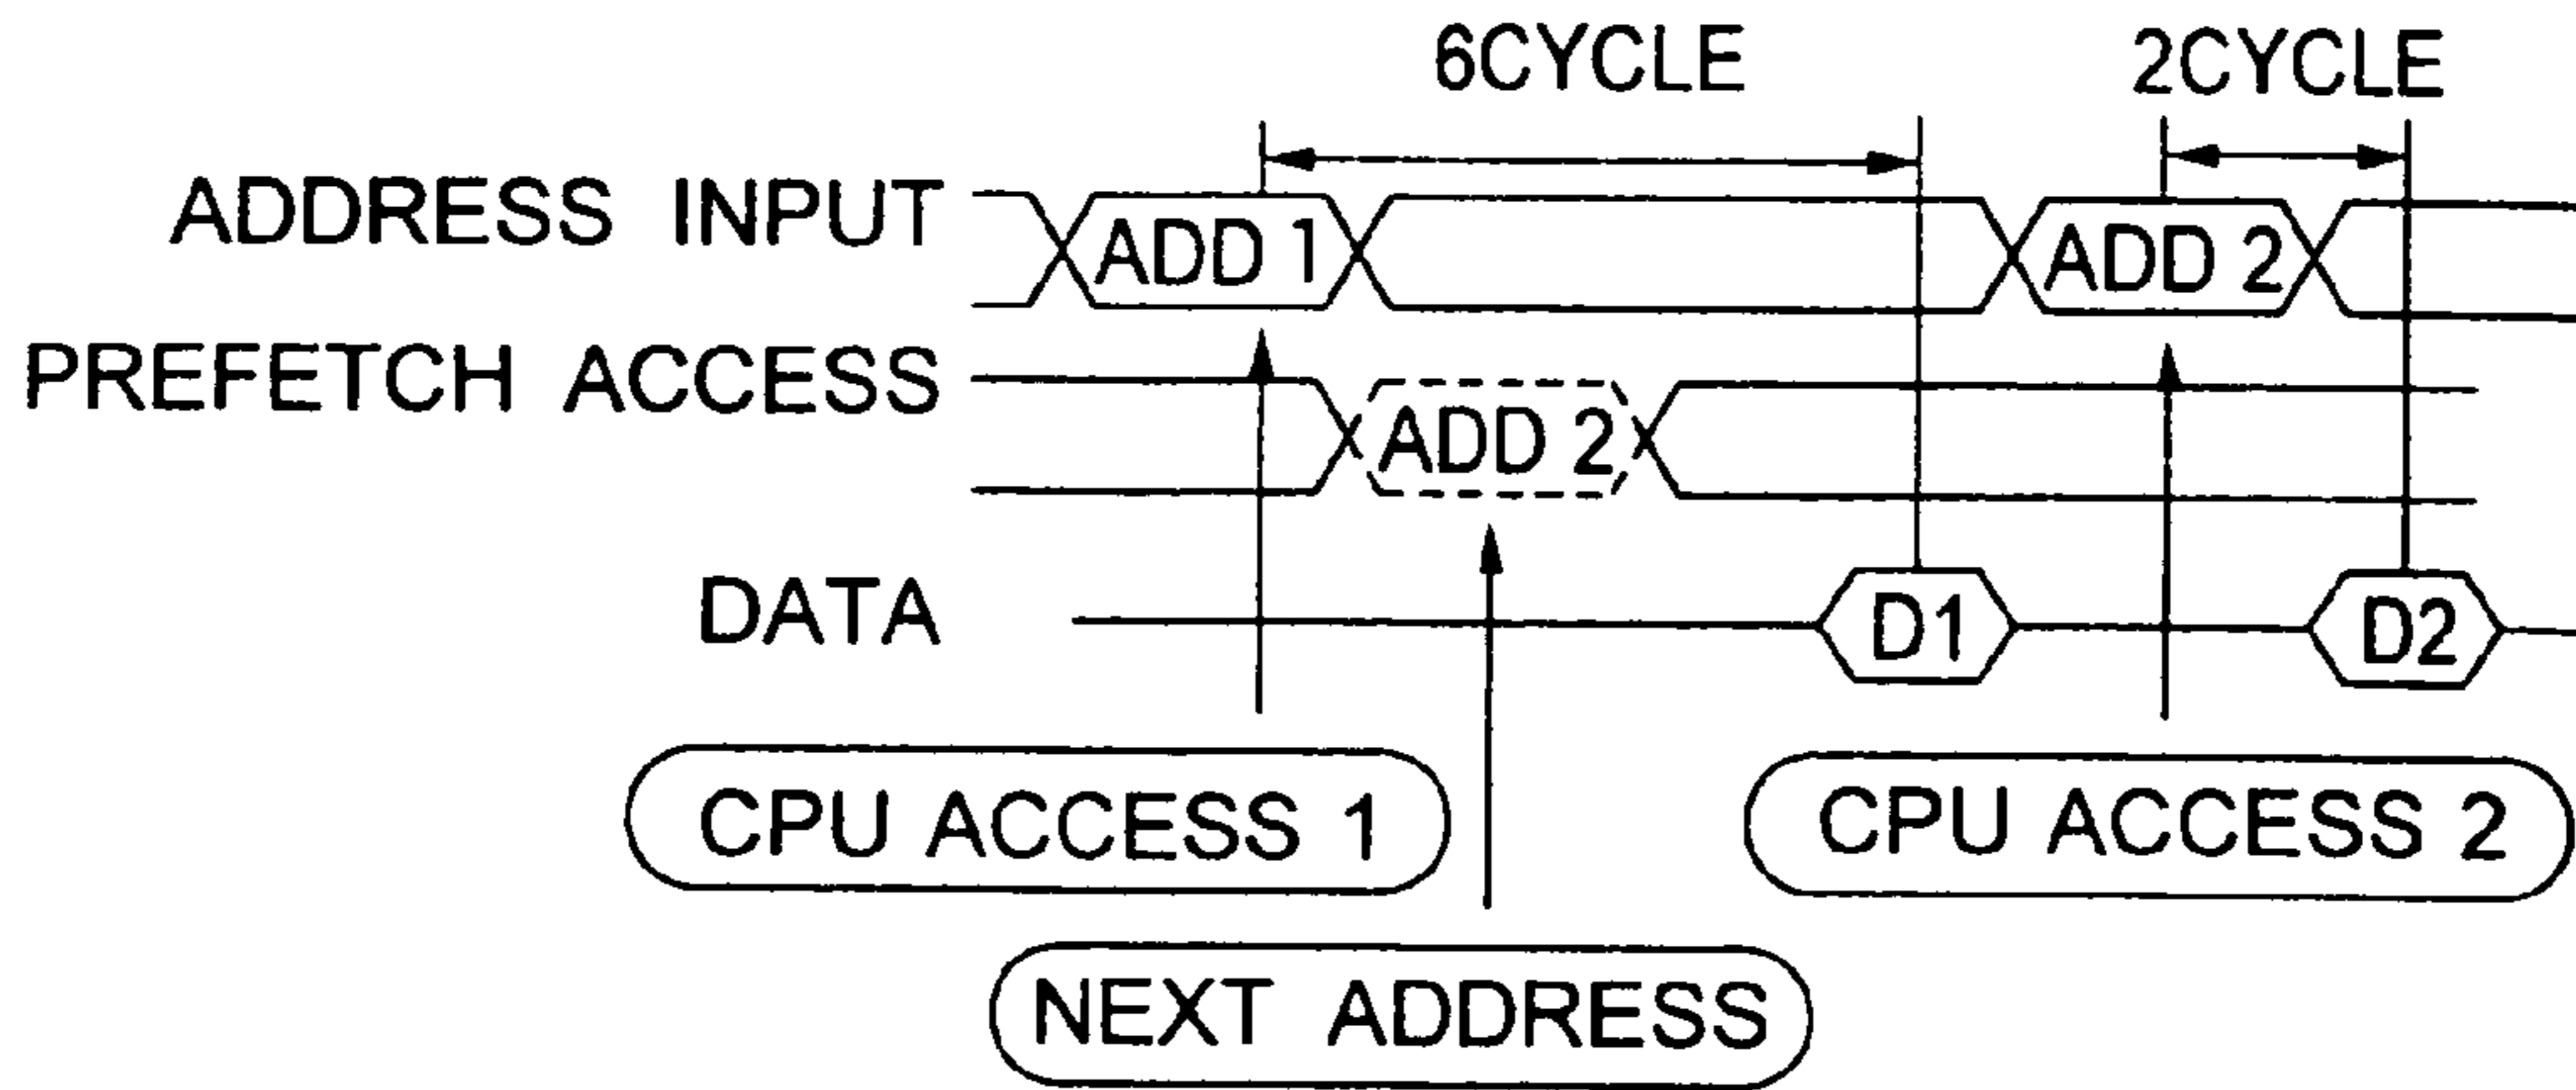 6CYCLE 2CYCLE
ADDRESS INPUT ADD 1 ADD 2
PREFETCH ACCESS ADD 2
DATA D1 D2
CPU ACCESS 1 CPU ACCESS 2
NEXT ADDRESS